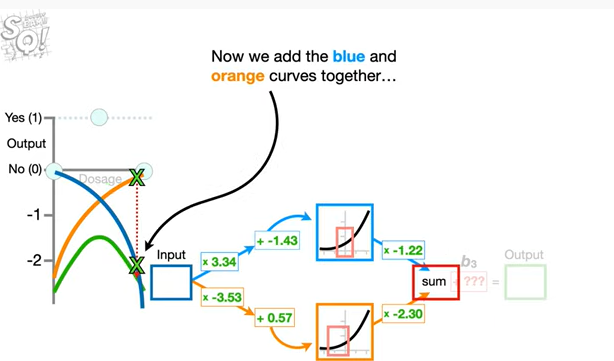 SQ!
Now we add the blue and
orange curves together...
Yes (1)
Output
No (0)
Dosage
-1
-2
Input
x 3.34
+ -1.43
x -1.22
x -3.53
+ 0.57
x -2.30
sum
b3
+ ???
=
Output